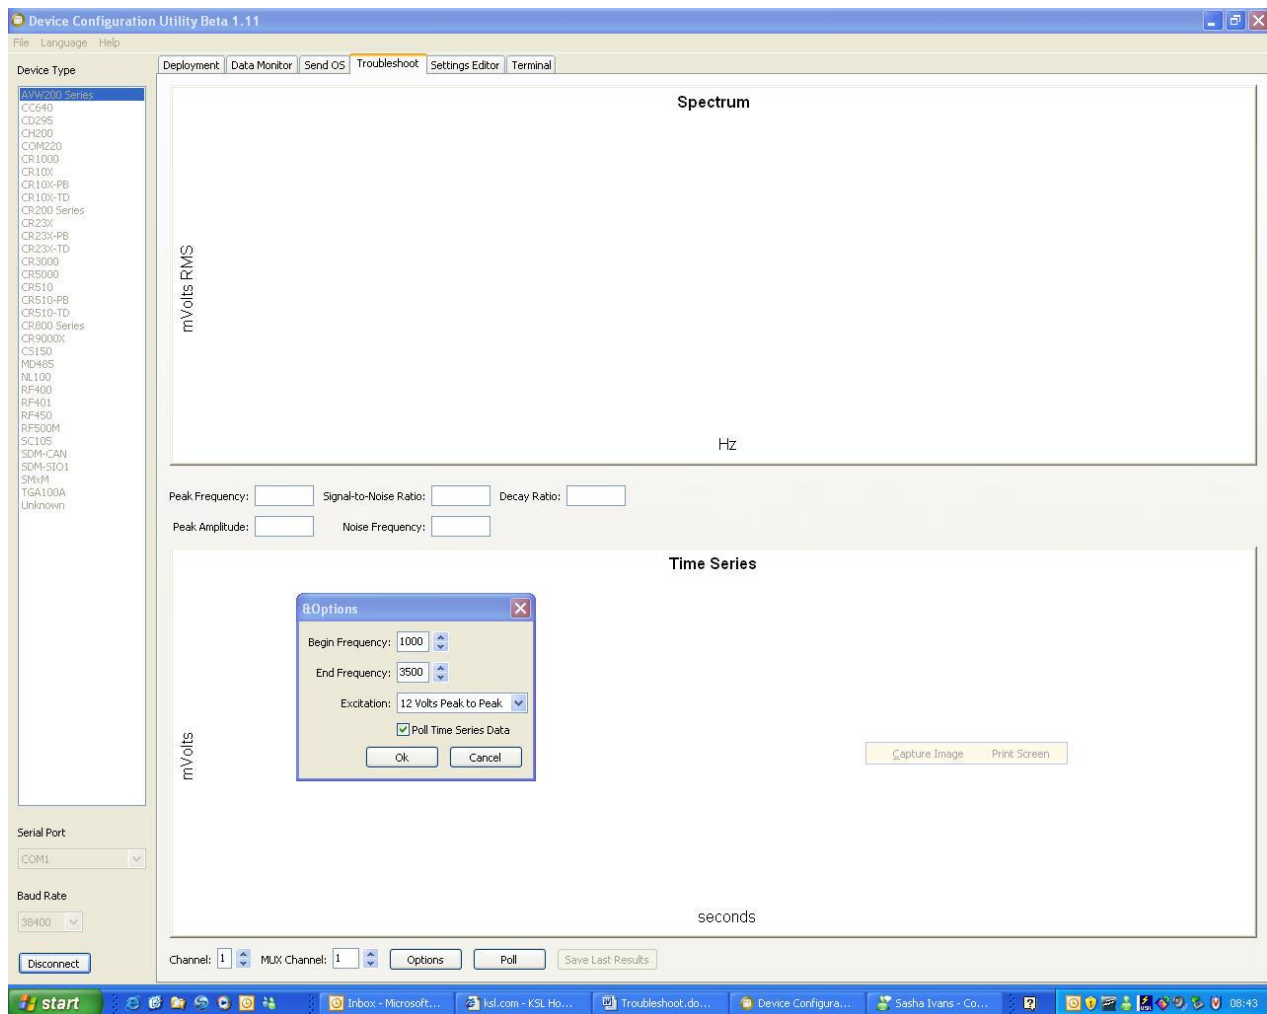 Device Configuration Utility Beta 1.11
File Language Help
Device Type
Deployment Data Monitor Send OS Troubleshoot Settings Editor Terminal
AVW200 Series
CC640
CD295
CH200
COM220
CR1000
CR10X
CR10X-PB
CR10X-TD
CR200 Series
CR23X
CR23X-PB
CR23X-TD
CR3000
CR5000
CR510
CR510-PB
CR510-TD
CR800 Series
CR9000X
CS150
MD485
NL100
RF400
RF401
RF450
RF500M
SC105
SDM-CAN
SDM-SIO1
SMxM
TGA100A
Unknown
Spectrum
mVolts RMS
Hz
Peak Frequency: Signal-to-Noise Ratio: Decay Ratio:
Peak Amplitude: Noise Frequency:
Time Series
mVolts
&Options
Begin Frequency: 1000
End Frequency: 3500
Excitation: 12 Volts Peak to Peak
Poll Time Series Data
Ok Cancel
Capture Image Print Screen
seconds
Serial Port
COM1
Baud Rate
38400
Disconnect
Channel: 1 MUX Channel: 1 Options Poll Save Last Results
start Inbox - Microsoft... ksl.com - KSL Ho... Troubleshoot.do... Device Configura... Sasha Ivans - Co... 08:43